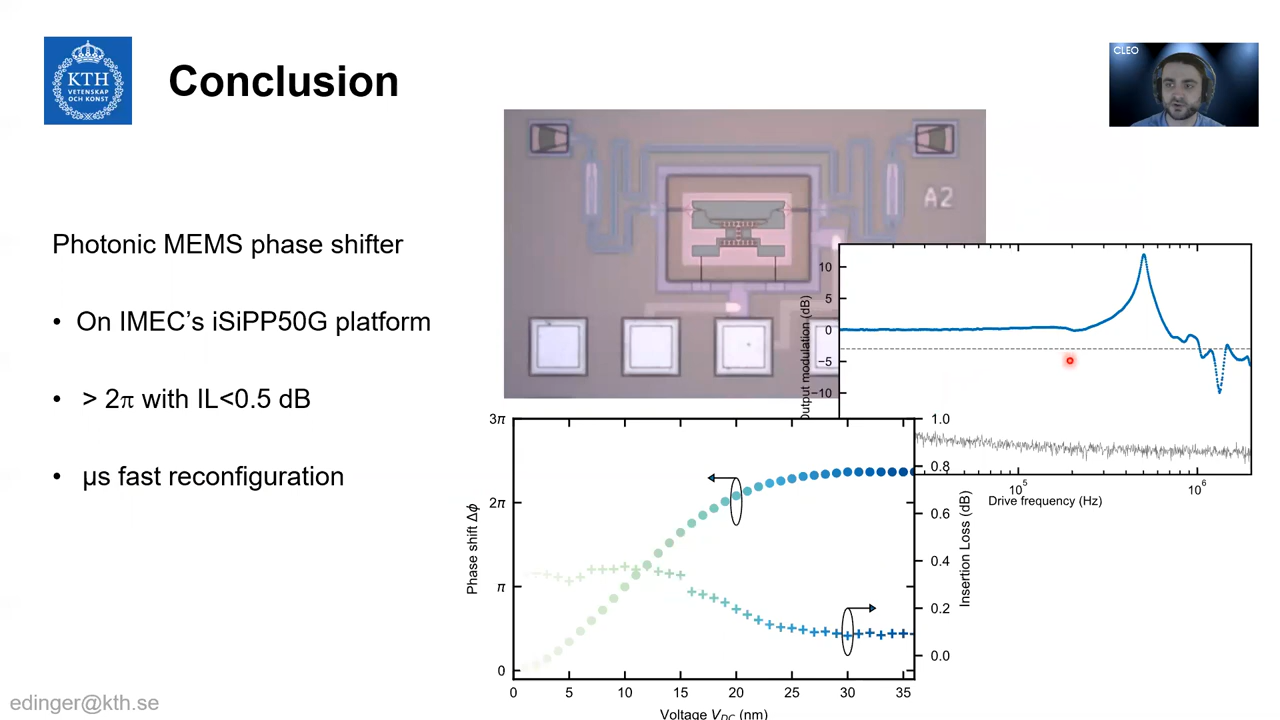 KTH
VETENSKAP
OCH KONST
Conclusion
CLEO
Photonic MEMS phase shifter
• On IMEC's iSiPP50G platform
• > 2π with IL<0.5 dB
• μs fast reconfiguration
A2
10
5
0
−5
−10
Output modulation (dB)
10⁵
10⁶
Drive frequency (Hz)
3π
2π
π
0
Phase shift Δϕ
1.0
0.8
0.6
0.4
0.2
0.0
Insertion Loss (dB)
0 5 10 15 20 25 30 35
Voltage V_DC (nm)
edinger@kth.se